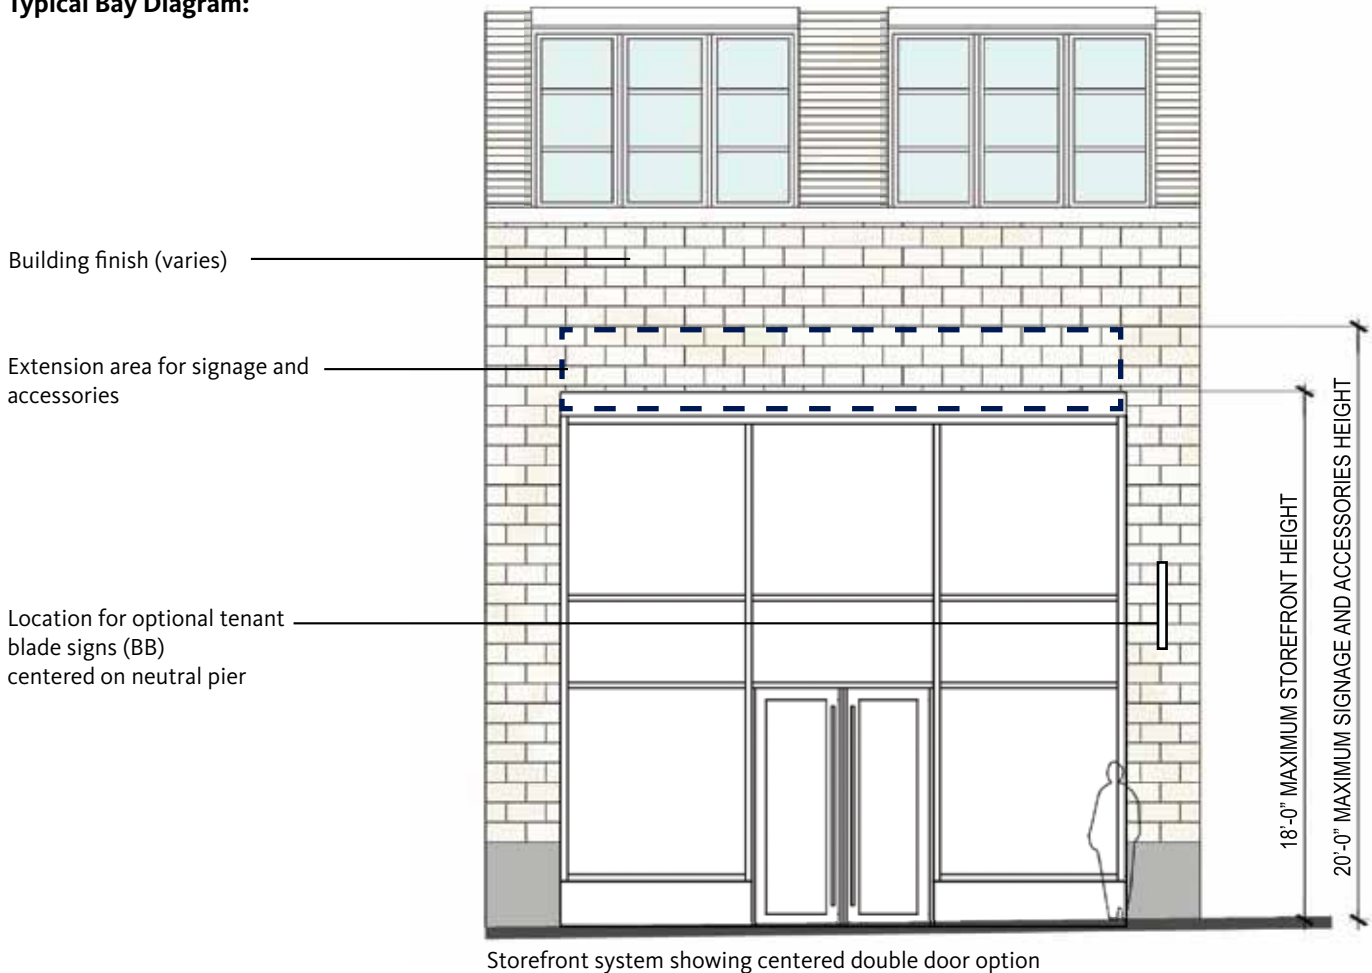 Typical Bay Diagram:
Building finish (varies)
Extension area for signage and
accessories
Location for optional tenant
blade signs (BB)
centered on neutral pier
18'-0" MAXIMUM STOREFRONT HEIGHT
20'-0" MAXIMUM SIGNAGE AND ACCESSORIES HEIGHT
Storefront system showing centered double door option